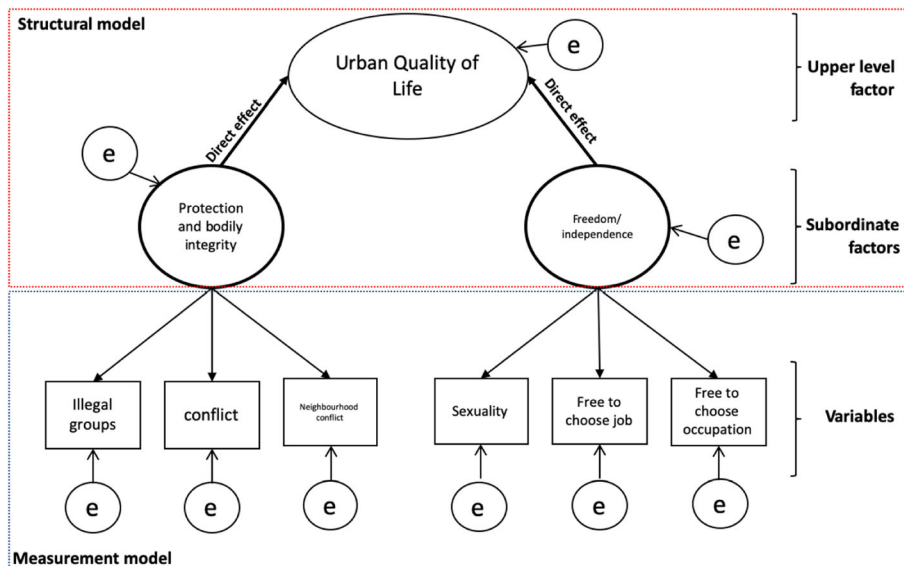 Structural model
Urban Quality of
Life
e
Upper level
factor
Direct effect
Direct effect
e
Protection
and bodily
integrity
Freedom/
independence
e
Subordinate
factors
Illegal
groups
conflict
Neighbourhood
conflict
Sexuality
Free to
choose job
Free to
choose
occupation
Variables
e
e
e
e
e
e
Measurement model